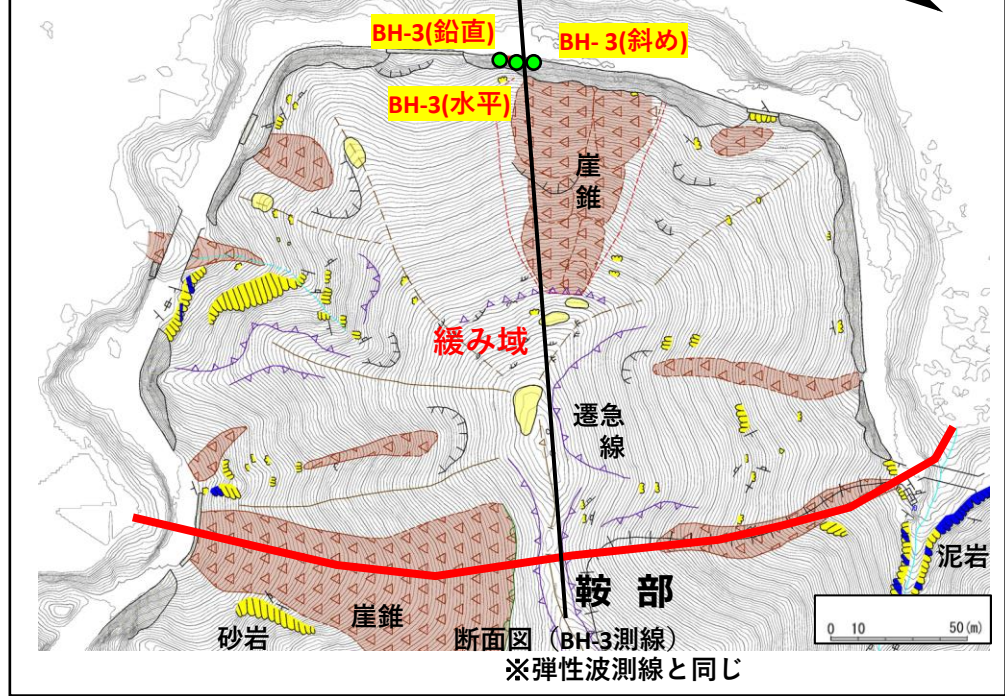 BH-3(鉛直)
BH- 3(斜め)
BH-3(水平)
崖
錐
緩み域
遷急
線
泥岩
鞍 部
崖錐
砂岩
断面図（BH-3測線）
※弾性波測線と同じ
0 10 50(m)